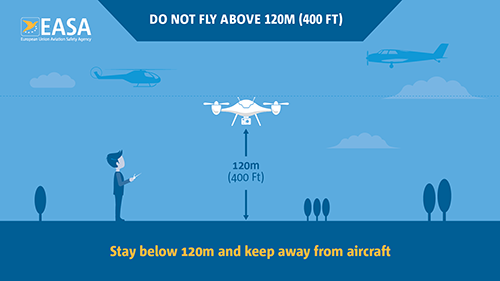 DO NOT FLY ABOVE 120M (400 FT)
EASA
European Union Aviation Safety Agency
120m
(400 Ft)
Stay below 120m and keep away from aircraft